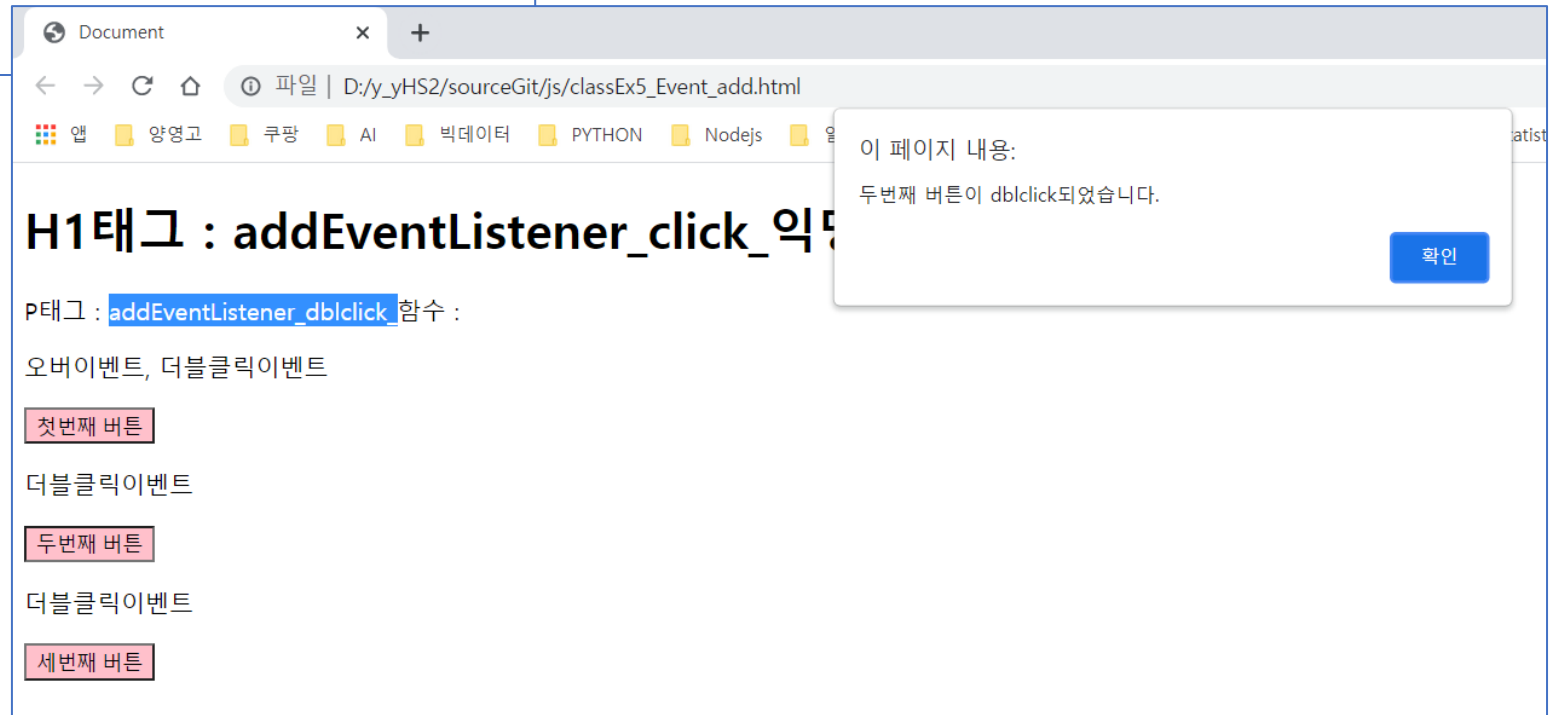 Document
파일 | D:/y_yHS2/sourceGit/js/classEx5_Event_add.html
앱 양영고 쿠팡 AI 빅데이터 PYTHON Nodejs
이 페이지 내용:
두번째 버튼이 dblclick되었습니다.
확인
H1태그 : addEventListener_click_익
P태그 : addEventListener_dblclick_함수 :
오버이벤트, 더블클릭이벤트
첫번째 버튼
더블클릭이벤트
두번째 버튼
더블클릭이벤트
세번째 버튼